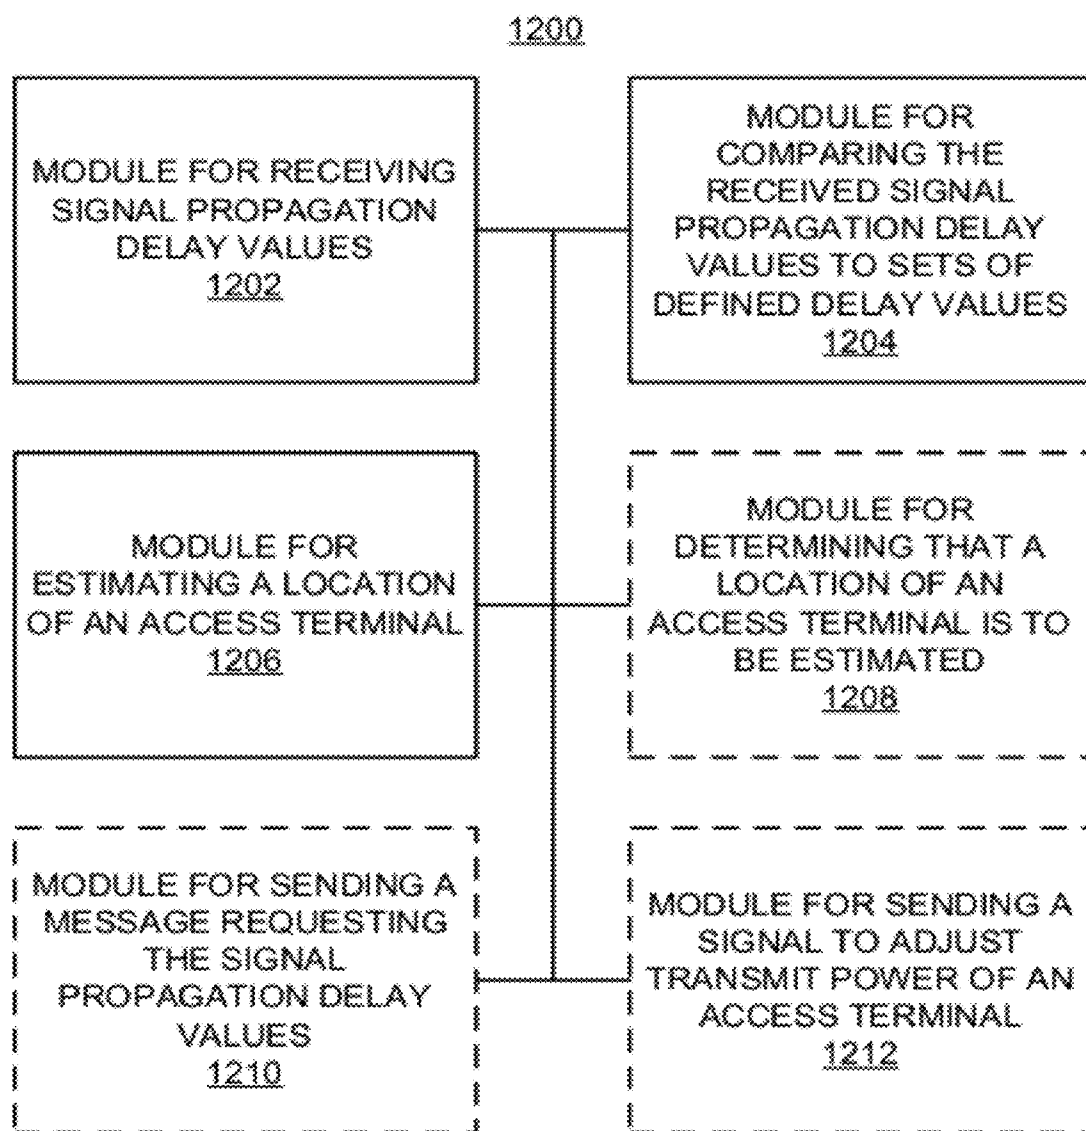 1200
MODULE FOR RECEIVING
SIGNAL PROPAGATION
DELAY VALUES
1202
MODULE FOR
COMPARING THE
RECEIVED SIGNAL
PROPAGATION DELAY
VALUES TO SETS OF
DEFINED DELAY VALUES
1204
MODULE FOR
ESTIMATING A LOCATION
OF AN ACCESS TERMINAL
1206
MODULE FOR
DETERMINING THAT A
LOCATION OF AN
ACCESS TERMINAL IS TO
BE ESTIMATED
1208
MODULE FOR SENDING A
MESSAGE REQUESTING
THE SIGNAL
PROPAGATION DELAY
VALUES
1210
MODULE FOR SENDING A
SIGNAL TO ADJUST
TRANSMIT POWER OF AN
ACCESS TERMINAL
1212